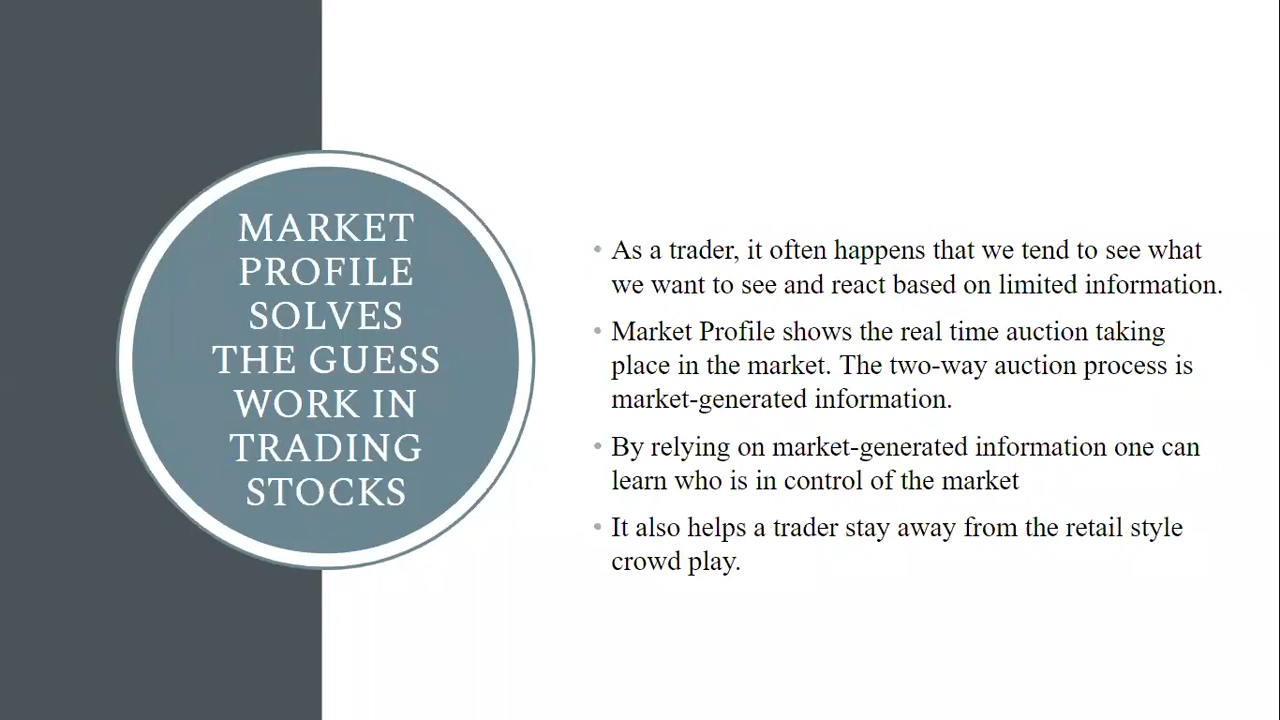 MARKET
PROFILE
SOLVES
THE GUESS
WORK IN
TRADING
STOCKS
• As a trader, it often happens that we tend to see what
we want to see and react based on limited information.
• Market Profile shows the real time auction taking
place in the market. The two-way auction process is
market-generated information.
• By relying on market-generated information one can
learn who is in control of the market
• It also helps a trader stay away from the retail style
crowd play.